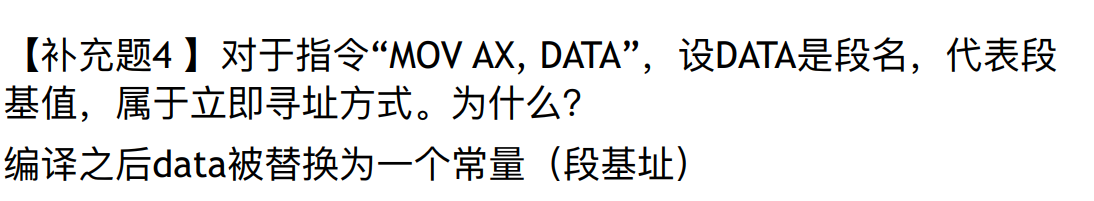 【补充题4 】对于指令“MOV AX, DATA”，设DATA是段名，代表段
基值，属于立即寻址方式。为什么？
编译之后data被替换为一个常量（段基址）